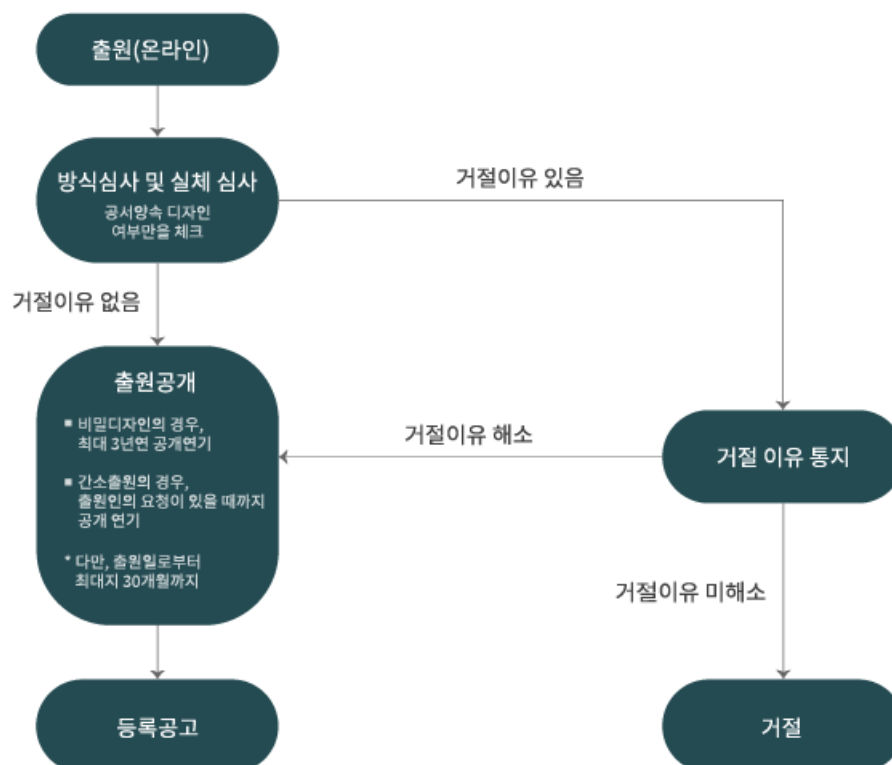 출원(온라인)
방식심사 및 실체 심사
공서양속 디자인
여부만을 체크
거절이유 있음
거절이유 없음
출원공개
▪ 비밀디자인의 경우,
최대 3년연 공개연기
▪ 간소출원의 경우,
출원인의 요청이 있을 때까지
공개 연기
* 다만, 출원일로부터
최대지 30개월까지
거절이유 해소
거절 이유 통지
거절이유 미해소
등록공고
거절